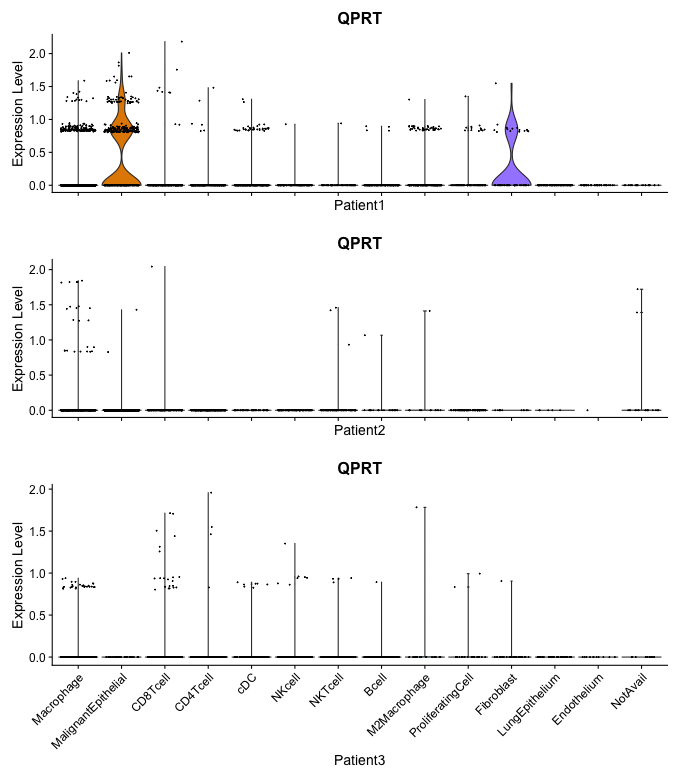 QPRT
Expression Level
2.0
1.5
1.0
0.5
0.0
Patient1
QPRT
Expression Level
2.0
1.5
1.0
0.5
0.0
Patient2
QPRT
Expression Level
2.0
1.5
1.0
0.5
0.0
Macrophage
MalignantEpithelial
CD8Tcell
CD4Tcell
cDC
NKcell
NKTcell
Bcell
M2Macrophage
ProliferatingCell
Fibroblast
LungEpithelium
Endothelium
NotAvail
Patient3